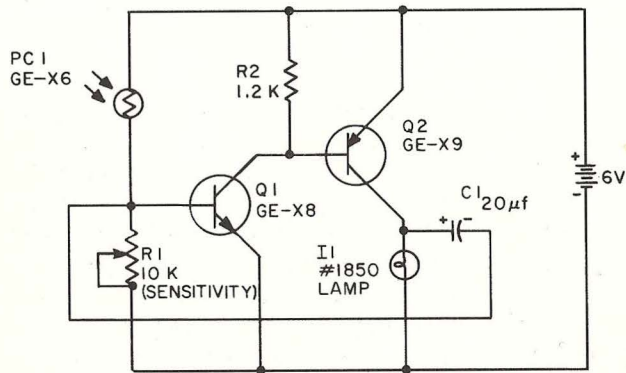 PC1
GE-X6
R2
1.2 K
Q2
GE-X9
Q1
GE-X8
+
-
6V
C1
20μf
+
-
R1
10 K
(SENSITIVITY)
I1
#1850
LAMP